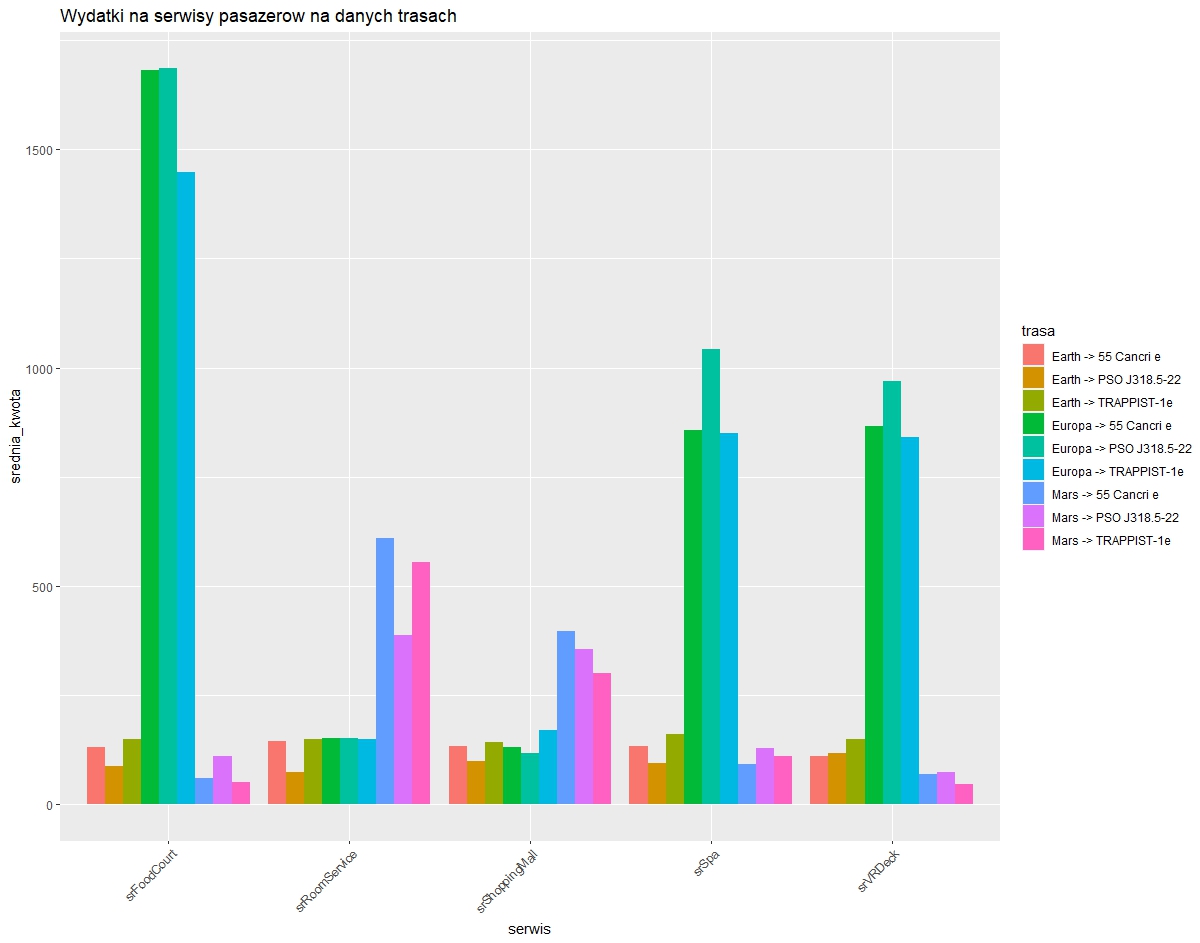 Wydatki na serwisy pasazerow na danych trasach
srednia_kwota
1500
1000
500
0
srFoodCourt
srRoomService
srShoppingMall
srSpa
srVRDeck
serwis
trasa
Earth -> 55 Cancri e
Earth -> PSO J318.5-22
Earth -> TRAPPIST-1e
Europa -> 55 Cancri e
Europa -> PSO J318.5-22
Europa -> TRAPPIST-1e
Mars -> 55 Cancri e
Mars -> PSO J318.5-22
Mars -> TRAPPIST-1e